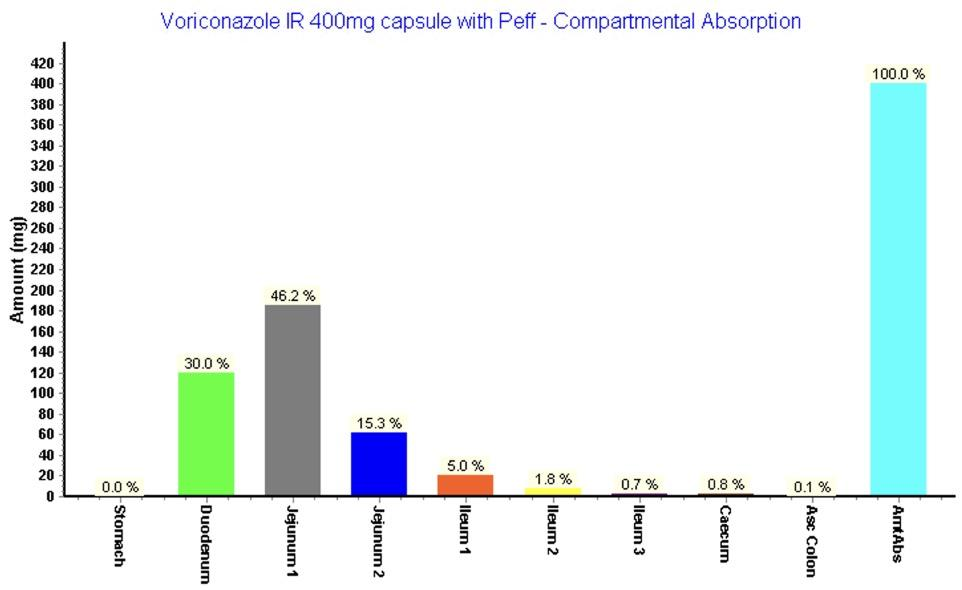 Voriconazole IR 400mg capsule with Peff - Compartmental Absorption
Amount (mg)
420
400
380
360
340
320
300
280
260
240
220
200
180
160
140
120
100
80
60
40
20
0
0.0 %
30.0 %
46.2 %
15.3 %
5.0 %
1.8 %
0.7 %
0.8 %
0.1 %
100.0 %
Stomach
Duodenum
Jejunum 1
Jejunum 2
Ileum 1
Ileum 2
Ileum 3
Caecum
Asc Colon
AmtAbs